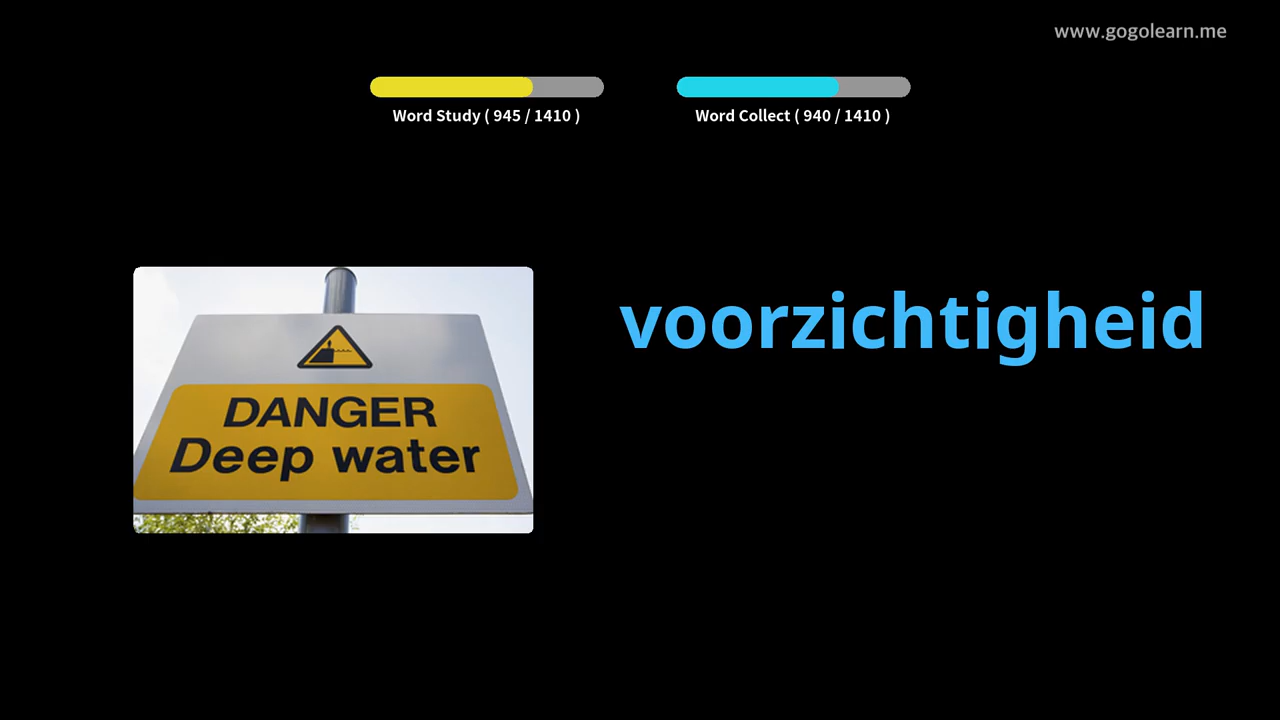 www.gogolearn.me
Word Study ( 945 / 1410 )
Word Collect ( 940 / 1410 )
voorzichtigheid
DANGER
Deep water